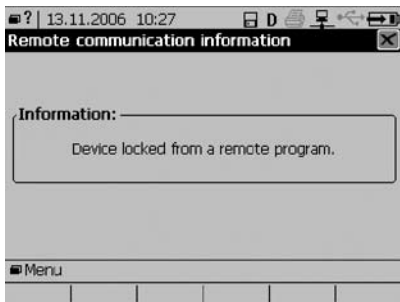 ? 13.11.2006 10:27 D
Remote communication information
Information:
Device locked from a remote program.
Menu